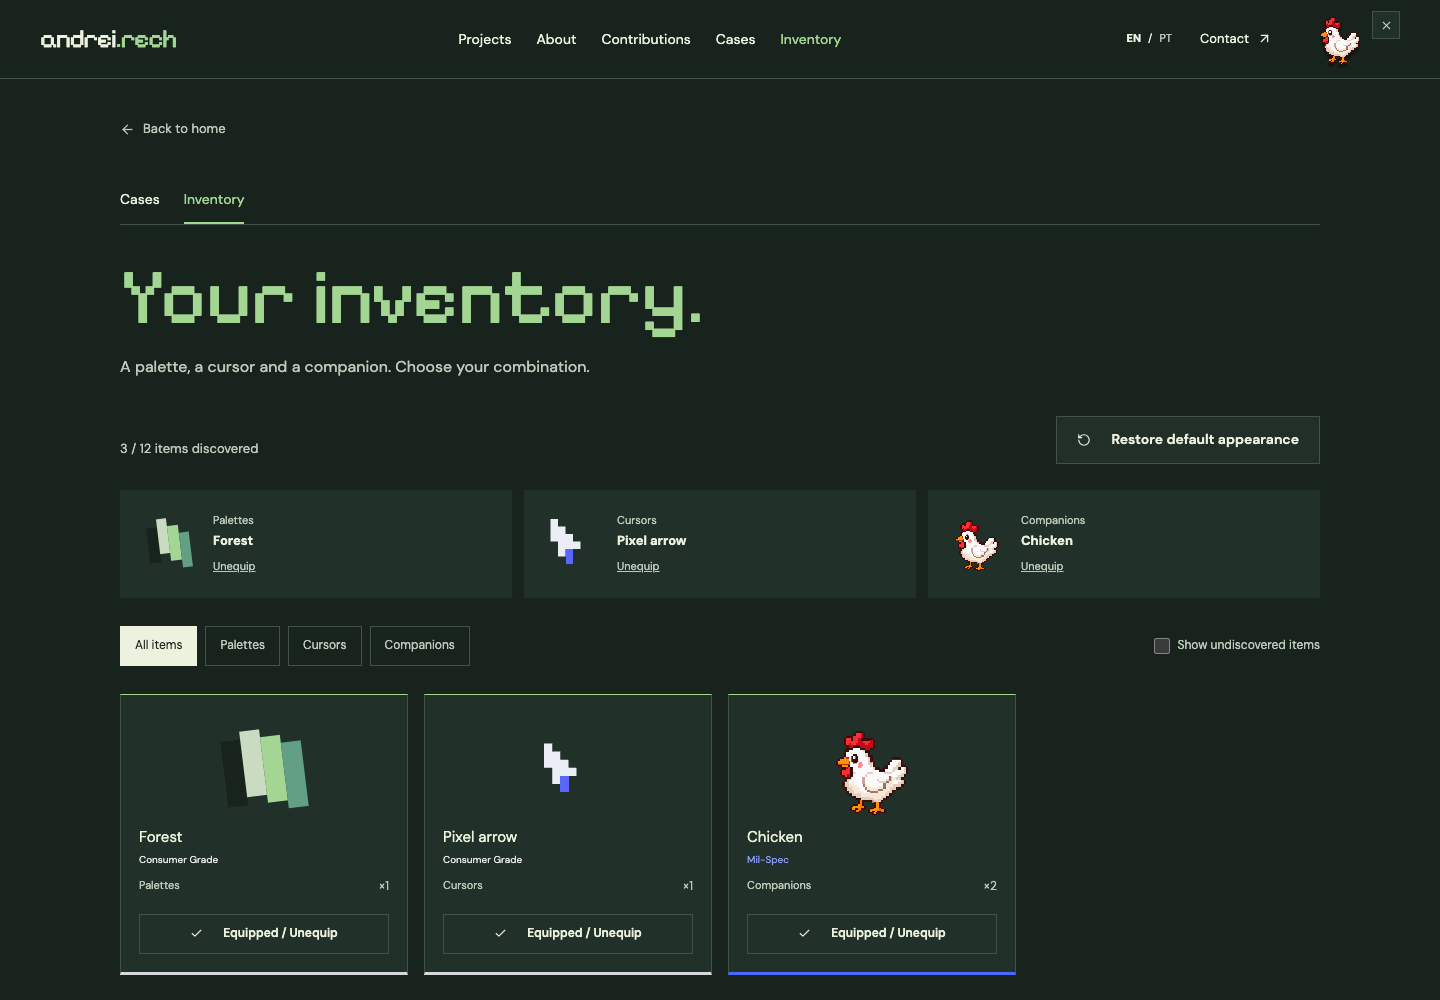 andrei.rech
Projects About Contributions Cases Inventory
EN / PT Contact
Back to home
Cases Inventory
Your inventory.
A palette, a cursor and a companion. Choose your combination.
3 / 12 items discovered
Restore default appearance
Palettes
Forest
Unequip
Cursors
Pixel arrow
Unequip
Companions
Chicken
Unequip
All items Palettes Cursors Companions
Show undiscovered items
Forest
Consumer Grade
Palettes ×1
Equipped / Unequip
Pixel arrow
Consumer Grade
Cursors ×1
Equipped / Unequip
Chicken
Mil-Spec
Companions ×2
Equipped / Unequip